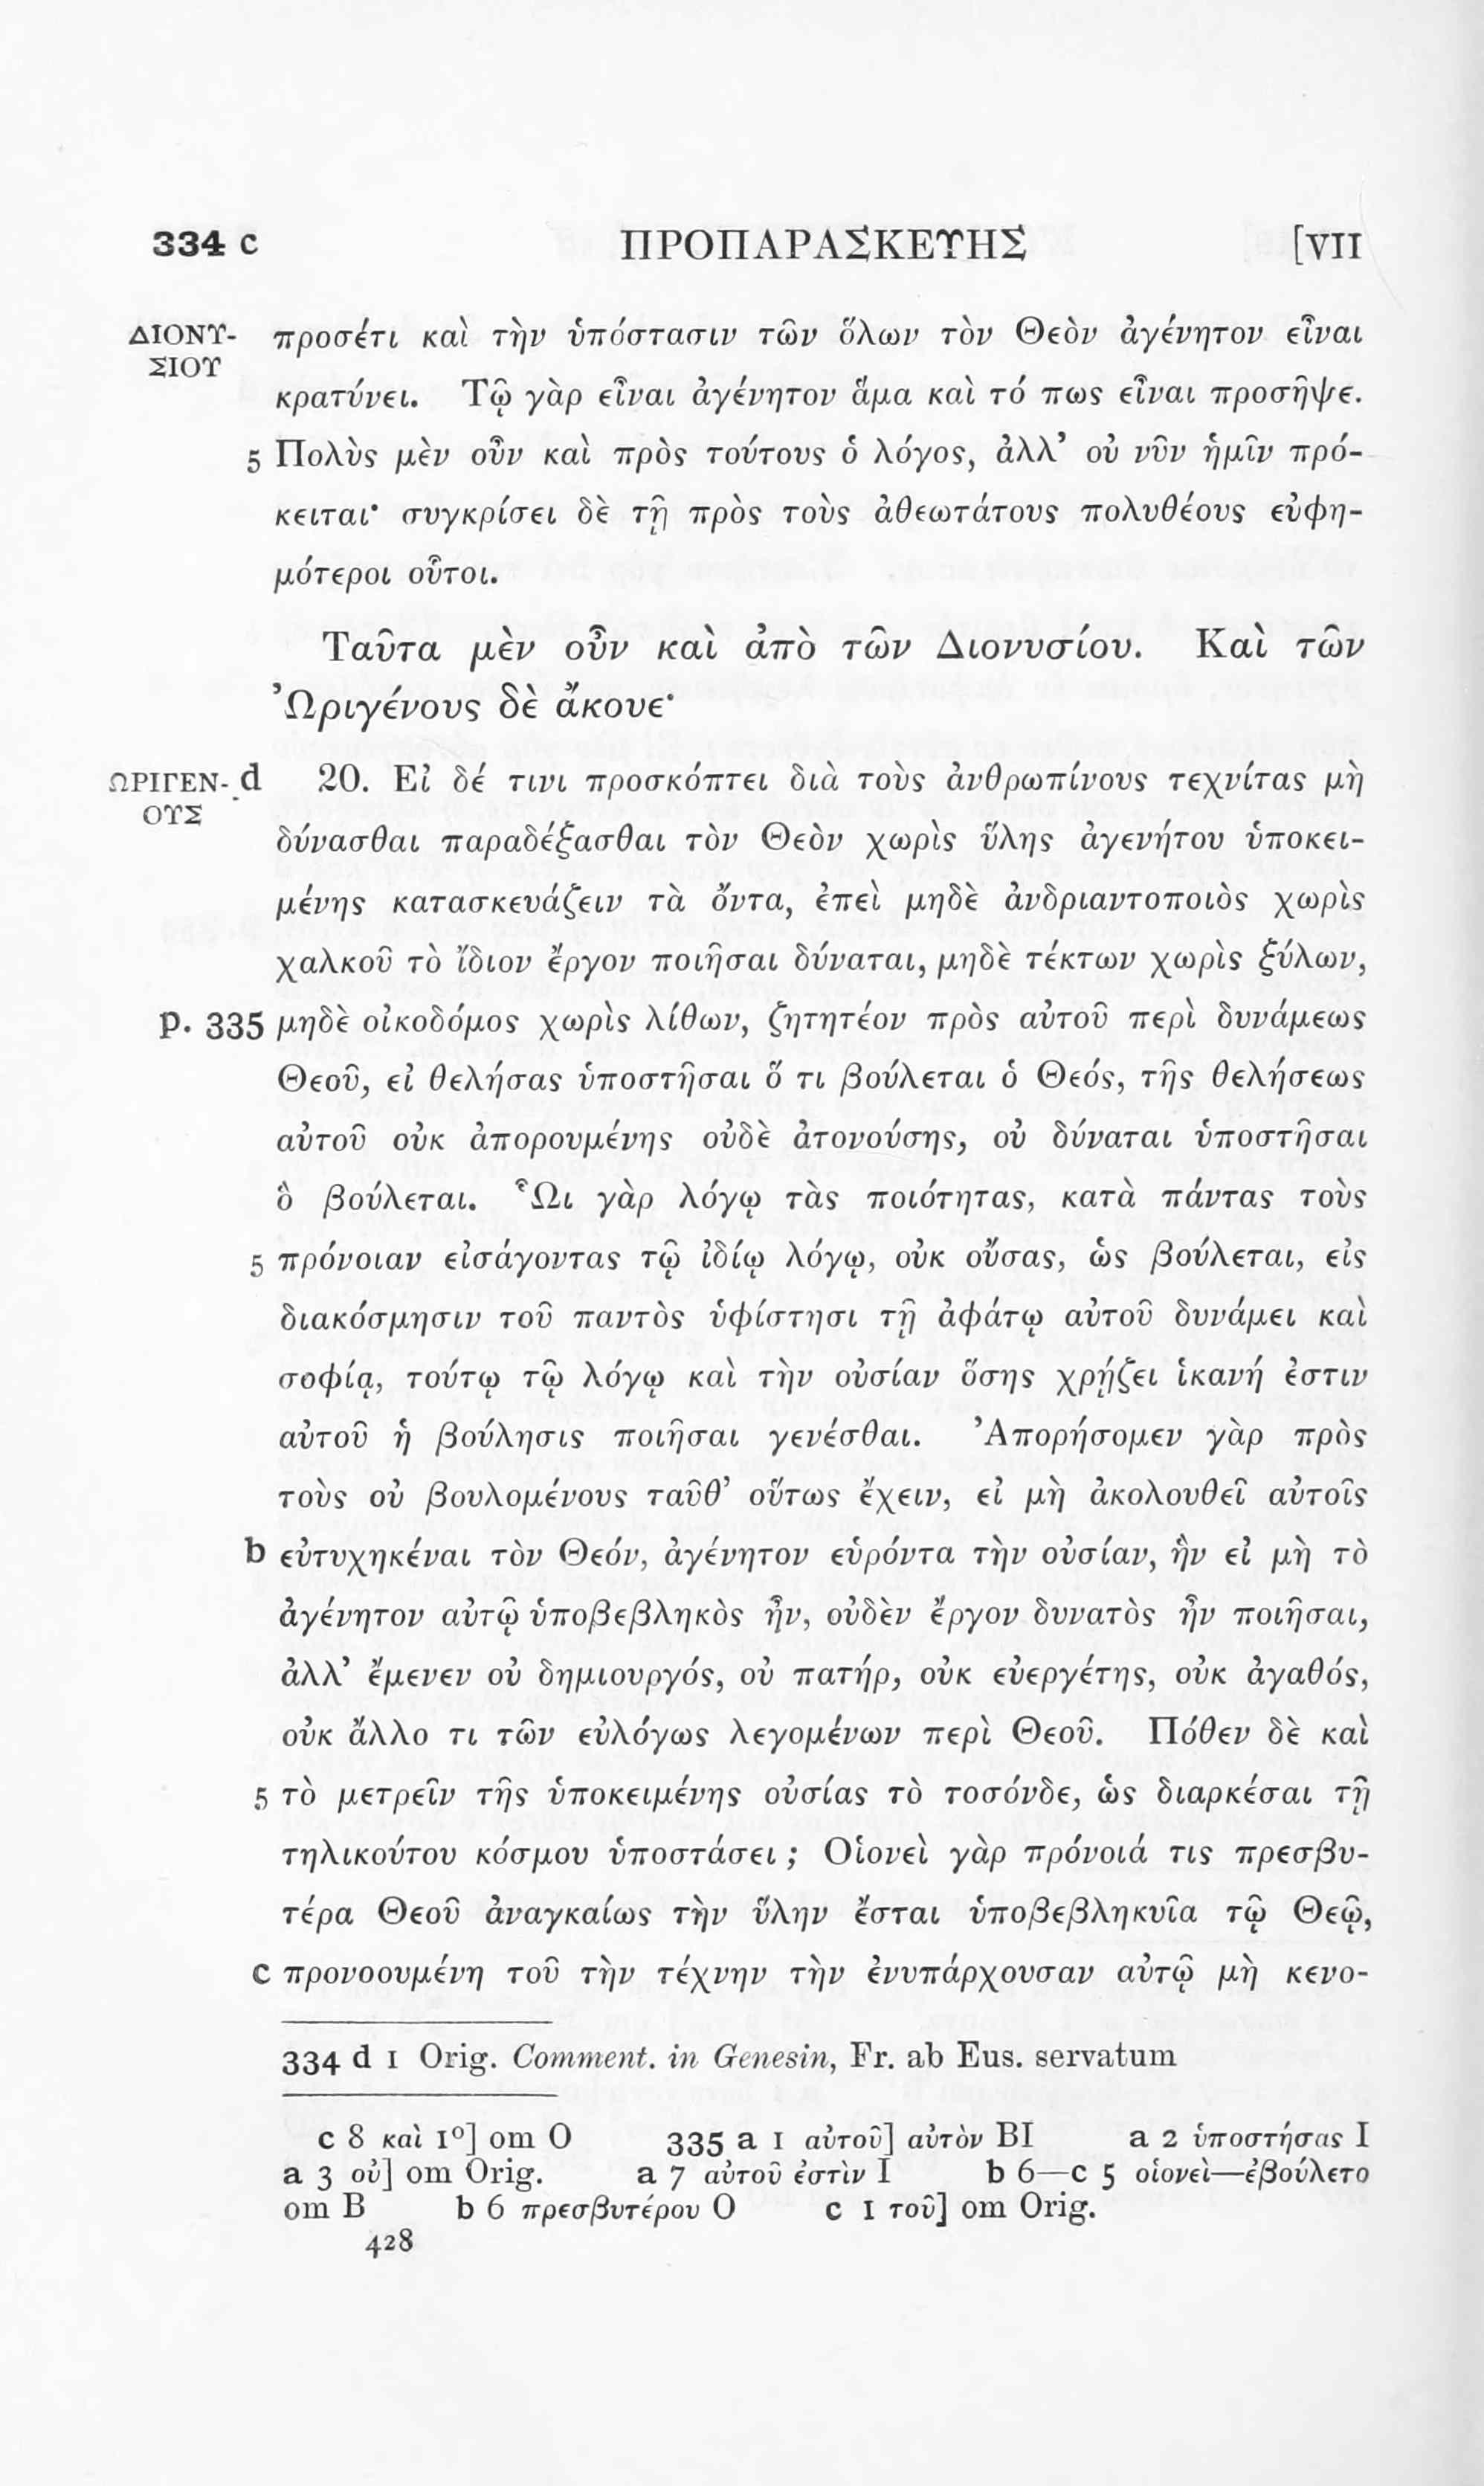 334 c ΠΡΟΠΑΡΑΣΚΕΥΗΣ [VII
ΔΙΟΝΥ- προσέτι καὶ τὴν ὑπόστασιν τῶν ὅλων τὸν Θεὸν ἀγένητον εἶναι
ΣΙΟΥ
κρατύνει. Τῷ γὰρ εἶναι ἀγένητον ἅμα καὶ τό πως εἶναι προσῆψε.
5 Πολὺς μὲν οὖν καὶ πρὸς τούτους ὁ λόγος, ἀλλ’ οὐ νῦν ἡμῖν πρό-
κειται· συγκρίσει δὲ τῇ πρὸς τοὺς ἀθεωτάτους πολυθέους εὐφη-
μότεροι οὗτοι.
Ταῦτα μὲν οὖν καὶ ἀπὸ τῶν Διονυσίου. Καὶ τῶν
Ὠριγένους δὲ ἄκουε·
ΩΡΙΓΕΝ- d 20. Εἰ δέ τινι προσκόπτει διὰ τοὺς ἀνθρωπίνους τεχνίτας μὴ
ΟΥΣ
δύνασθαι παραδέξασθαι τὸν Θεὸν χωρὶς ὕλης ἀγενήτου ὑποκει-
μένης κατασκευάζειν τὰ ὄντα, ἐπεὶ μηδὲ ἀνδριαντοποιὸς χωρὶς
χαλκοῦ τὸ ἴδιον ἔργον ποιῆσαι δύναται, μηδὲ τέκτων χωρὶς ξύλων,
p. 335 μηδὲ οἰκοδόμος χωρὶς λίθων, ζητητέον πρὸς αὐτοῦ περὶ δυνάμεως
Θεοῦ, εἰ θελήσας ὑποστῆσαι ὅ τι βούλεται ὁ Θεός, τῆς θελήσεως
αὐτοῦ οὐκ ἀπορουμένης οὐδὲ ἀτονούσης, οὐ δύναται ὑποστῆσαι
ὃ βούλεται. Ὧι γὰρ λόγῳ τὰς ποιότητας, κατὰ πάντας τοὺς
5 πρόνοιαν εἰσάγοντας τῷ ἰδίῳ λόγῳ, οὐκ οὔσας, ὡς βούλεται, εἰς
διακόσμησιν τοῦ παντὸς ὑφίστησι τῇ ἀφάτῳ αὐτοῦ δυνάμει καὶ
σοφίᾳ, τούτῳ τῷ λόγῳ καὶ τὴν οὐσίαν ὅσης χρῄζει ἱκανή ἐστιν
αὐτοῦ ἡ βούλησις ποιῆσαι γενέσθαι. Ἀπορήσομεν γὰρ πρὸς
τοὺς οὐ βουλομένους ταῦθ’ οὕτως ἔχειν, εἰ μὴ ἀκολουθεῖ αὐτοῖς
b εὐτυχηκέναι τὸν Θεόν, ἀγένητον εὑρόντα τὴν οὐσίαν, ἣν εἰ μὴ τὸ
ἀγένητον αὐτῷ ὑποβεβληκὸς ἦν, οὐδὲν ἔργον δυνατὸς ἦν ποιῆσαι,
ἀλλ’ ἔμενεν οὐ δημιουργός, οὐ πατήρ, οὐκ εὐεργέτης, οὐκ ἀγαθός,
οὐκ ἄλλο τι τῶν εὐλόγως λεγομένων περὶ Θεοῦ. Πόθεν δὲ καὶ
5 τὸ μετρεῖν τῆς ὑποκειμένης οὐσίας τὸ τοσόνδε, ὡς διαρκέσαι τῇ
τηλικούτου κόσμου ὑποστάσει; Οἱονεὶ γὰρ πρόνοιά τις πρεσβυ-
τέρα Θεοῦ ἀναγκαίως τὴν ὕλην ἔσται ὑποβεβληκυῖα τῷ Θεῷ,
c προνοουμένη τοῦ τὴν τέχνην τὴν ἐνυπάρχουσαν αὐτῷ μὴ κενο-
334 d 1 Orig. Comment. in Genesin, Fr. ab Eus. servatum
c 8 καὶ 1º] om O 335 a 1 αὐτοῦ] αὐτὸν BI a 2 ὑποστήσας I
a 3 οὐ] om Orig. a 7 αὐτοῦ ἐστὶν I b 6—c 5 οἱονεὶ—ἐβούλετο
om B b 6 πρεσβυτέρου O c 1 τοῦ] om Orig.
428